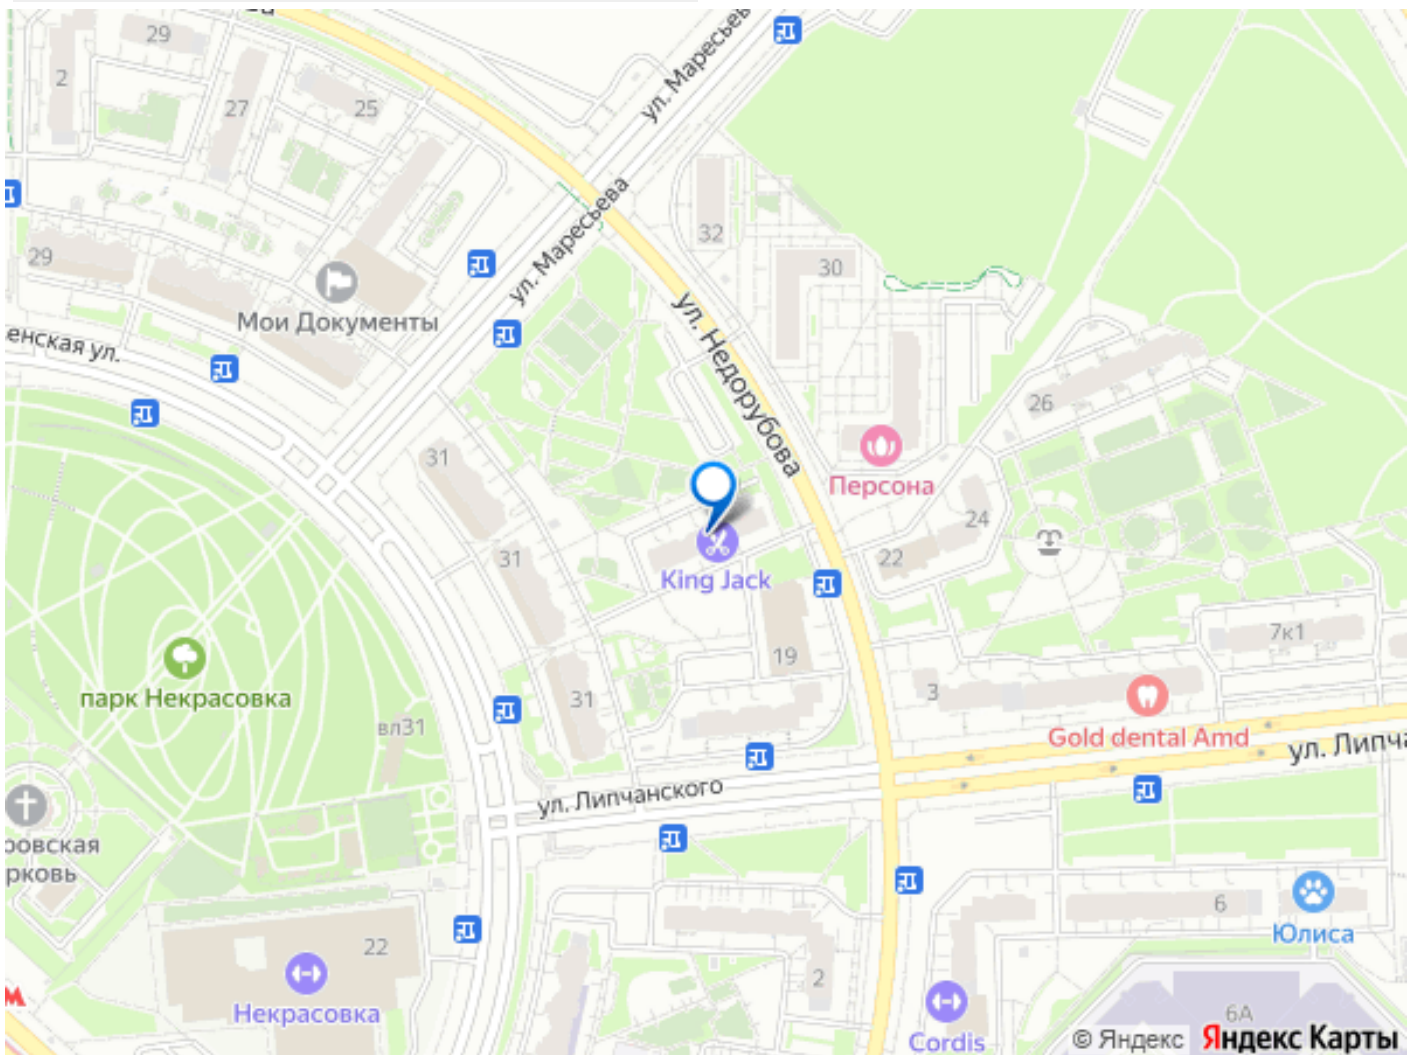 29
ул. Маресьев
2
27
25
ул. Маресьева
32
29
30
Мои Документы
ул. Недорубова
енская ул.
26
31
Персона
24
31
22
King Jack
7к1
19
3
парк Некрасовка
31
вл31
Gold dental Amd
ул. Липча
ул. Липчанского
ровская
рковь
6
Юлиса
22
2
Некрасовка
6А
Cordis
© Яндекс Яндекс Карты